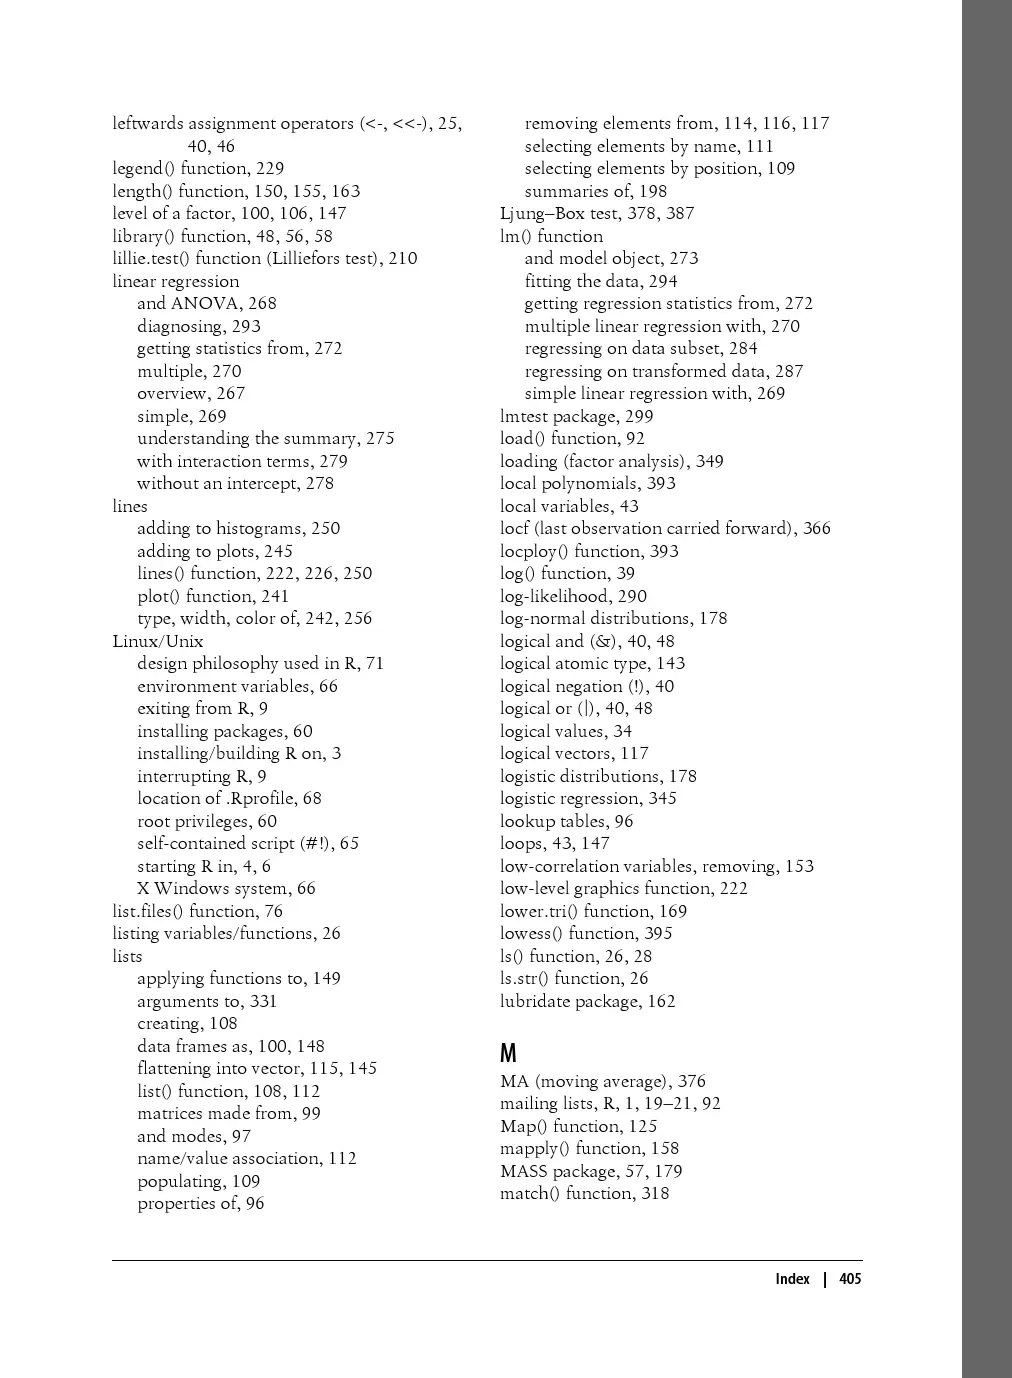 leftwards assignment operators (<-, <<-), 25,
40, 46
legend() function, 229
length() function, 150, 155, 163
level of a factor, 100, 106, 147
library() function, 48, 56, 58
lillie.test() function (Lilliefors test), 210
linear regression
and ANOVA, 268
diagnosing, 293
getting statistics from, 272
multiple, 270
overview, 267
simple, 269
understanding the summary, 275
with interaction terms, 279
without an intercept, 278
lines
adding to histograms, 250
adding to plots, 245
lines() function, 222, 226, 250
plot() function, 241
type, width, color of, 242, 256
Linux/Unix
design philosophy used in R, 71
environment variables, 66
exiting from R, 9
installing packages, 60
installing/building R on, 3
interrupting R, 9
location of .Rprofile, 68
root privileges, 60
self-contained script (#!), 65
starting R in, 4, 6
X Windows system, 66
list.files() function, 76
listing variables/functions, 26
lists
applying functions to, 149
arguments to, 331
creating, 108
data frames as, 100, 148
flattening into vector, 115, 145
list() function, 108, 112
matrices made from, 99
and modes, 97
name/value association, 112
populating, 109
properties of, 96
removing elements from, 114, 116, 117
selecting elements by name, 111
selecting elements by position, 109
summaries of, 198
Ljung–Box test, 378, 387
lm() function
and model object, 273
fitting the data, 294
getting regression statistics from, 272
multiple linear regression with, 270
regressing on data subset, 284
regressing on transformed data, 287
simple linear regression with, 269
lmtest package, 299
load() function, 92
loading (factor analysis), 349
local polynomials, 393
local variables, 43
locf (last observation carried forward), 366
locploy() function, 393
log() function, 39
log-likelihood, 290
log-normal distributions, 178
logical and (&), 40, 48
logical atomic type, 143
logical negation (!), 40
logical or (|), 40, 48
logical values, 34
logical vectors, 117
logistic distributions, 178
logistic regression, 345
lookup tables, 96
loops, 43, 147
low-correlation variables, removing, 153
low-level graphics function, 222
lower.tri() function, 169
lowess() function, 395
ls() function, 26, 28
ls.str() function, 26
lubridate package, 162
M
MA (moving average), 376
mailing lists, R, 1, 19–21, 92
Map() function, 125
mapply() function, 158
MASS package, 57, 179
match() function, 318
Index | 405